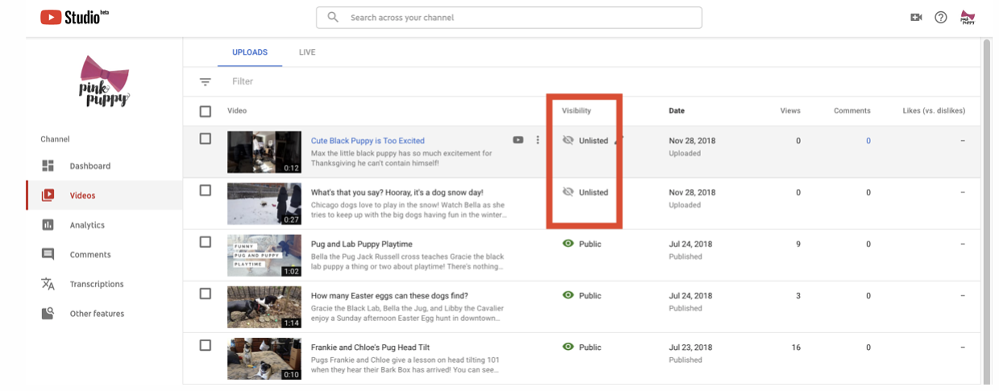 Studio beta
Search across your channel
pink puppy
UPLOADS LIVE
Filter
pink
puppy
Video Visibility Date Views Comments Likes (vs. dislikes)
Channel
Dashboard
Videos
Analytics
Comments
Transcriptions
Other features
Cute Black Puppy is Too Excited Unlisted Nov 28, 2018 0 0 –
Max the little black puppy has so much excitement for Uploaded
Thanksgiving he can't contain himself!
0:12
What's that you say? Hooray, it's a dog snow day! Unlisted Nov 28, 2018 0 0 –
Chicago dogs love to play in the snow! Watch Bella as she Uploaded
tries to keep up with the big dogs having fun in the winter...
0:27
Pug and Lab Puppy Playtime Public Jul 24, 2018 9 0 –
Bella the Pug Jack Russell cross teaches Gracie the black Published
lab puppy a thing or two about playtime! There's nothing...
FUNNY
PUG AND PUPPY
PLAYTIME
1:02
How many Easter eggs can these dogs find? Public Jul 24, 2018 3 0 –
Gracie the Black Lab, Bella the Jug, and Libby the Cavalier Published
enjoy a Sunday afternoon Easter Egg hunt in downtown...
1:14
Frankie and Chloe's Pug Head Tilt Public Jul 23, 2018 16 0 –
Pugs Frankie and Chloe give a lesson on head tilting 101 Published
when they hear their Bark Box has arrived! You can see...
0:10